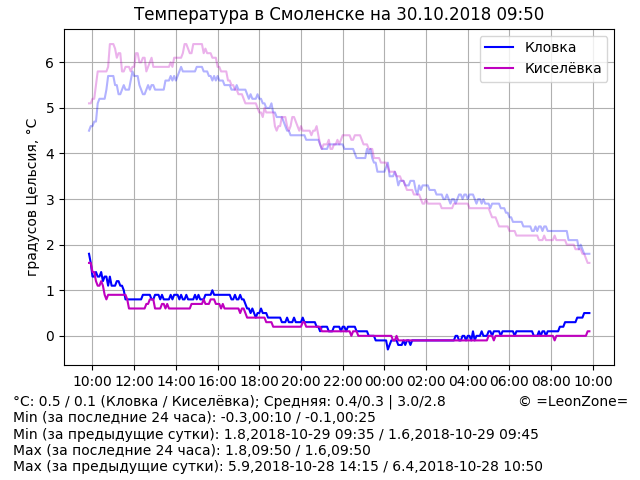 Температура в Смоленске на 30.10.2018 09:50
Кловка
Киселёвка
градусов Цельсия, °C
6
5
4
3
2
1
0
10:00 12:00 14:00 16:00 18:00 20:00 22:00 00:00 02:00 04:00 06:00 08:00 10:00
°C: 0.5 / 0.1 (Кловка / Киселёвка); Средняя: 0.4/0.3 | 3.0/2.8 © =LeonZone=
Min (за последние 24 часа): -0.3,00:10 / -0.1,00:25
Min (за предыдущие сутки): 1.8,2018-10-29 09:35 / 1.6,2018-10-29 09:45
Max (за последние 24 часа): 1.8,09:50 / 1.6,09:50
Max (за предыдущие сутки): 5.9,2018-10-28 14:15 / 6.4,2018-10-28 10:50